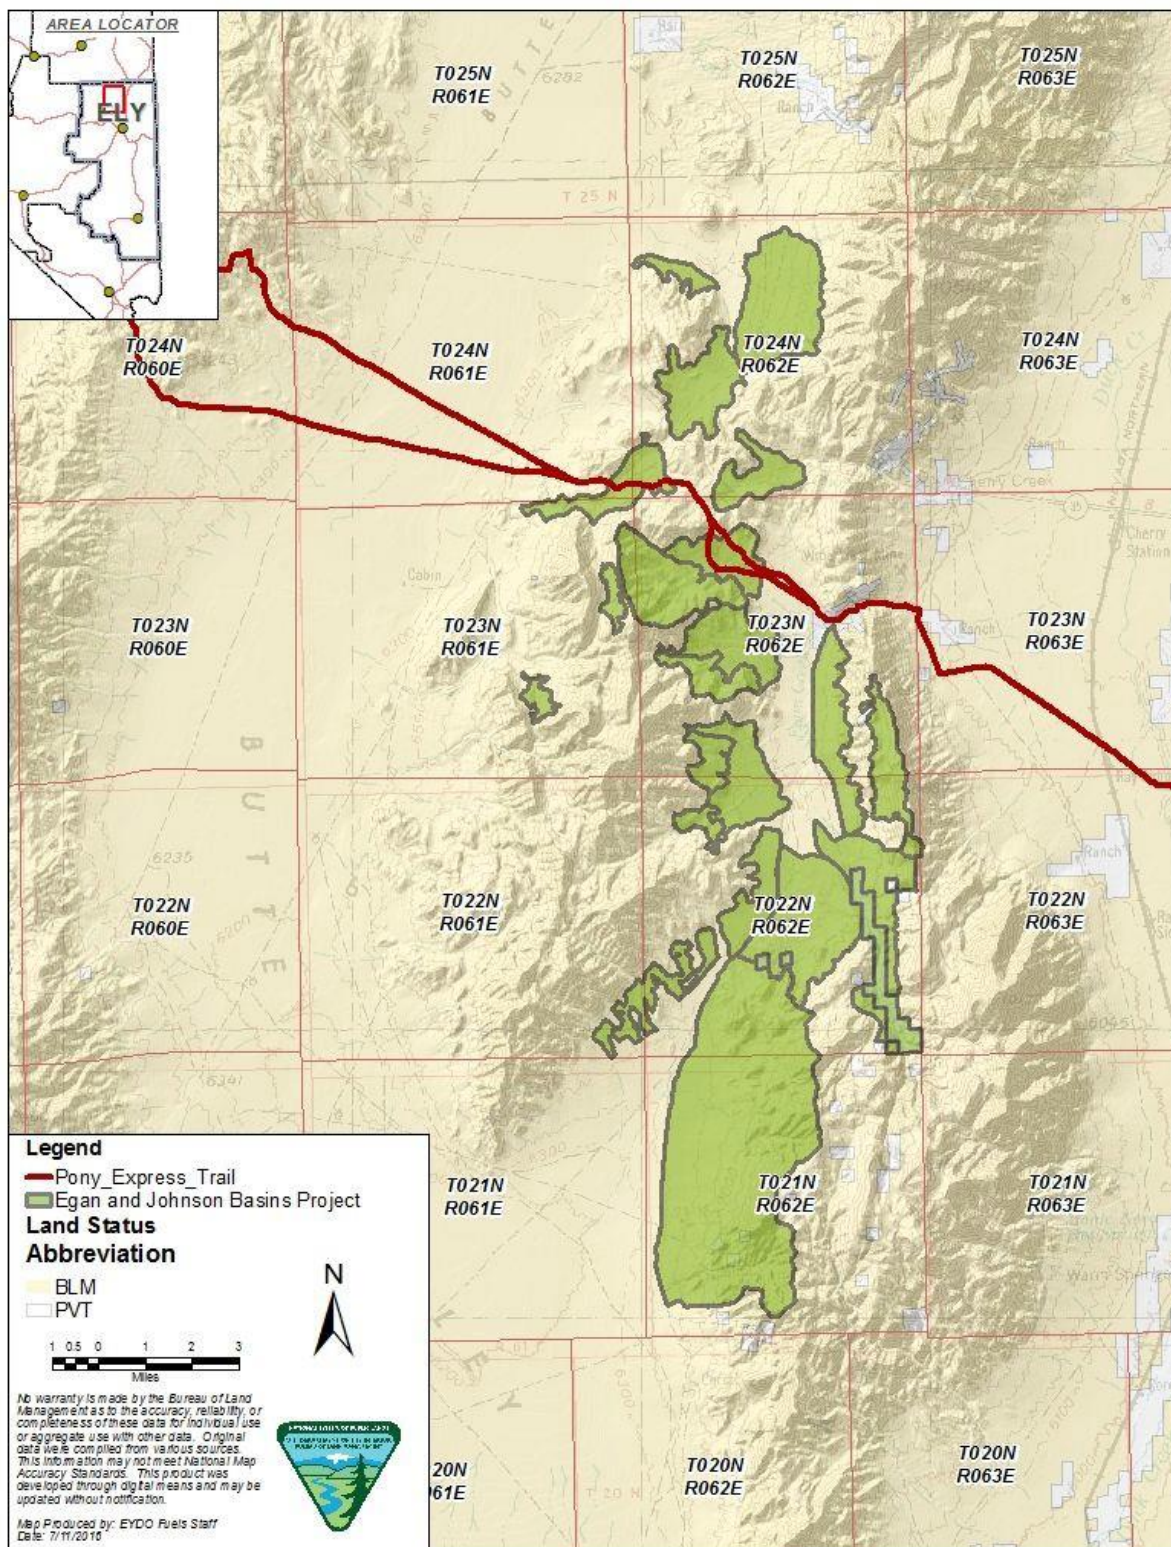 AREA LOCATOR
ELY
T025N
R061E
T025N
R062E
T025N
R063E
6282
BUTTE
Ranch
T 25 N
T024N
R060E
T024N
R061E
T024N
R062E
T024N
R063E
Ranch
Cherry
Station
Cabin
T023N
R060E
T023N
R061E
T023N
R062E
T023N
R063E
Ranch
BUTTE
6235
Ranch
T022N
R060E
T022N
R061E
T022N
R062E
T022N
R063E
6341
T021N
R061E
T021N
R062E
T021N
R063E
T 20 N
T020N
R062E
T020N
R063E
Legend
Pony_Express_Trail
Egan and Johnson Basins Project
Land Status
Abbreviation
BLM
PVT
N
1 0.5 0 1 2 3
Miles
No warranty is made by the Bureau of Land
Management as to the accuracy, reliability, or
completeness of these data for individual use
or aggregate use with other data. Original
data were compiled from various sources.
This information may not meet National Map
Accuracy Standards. This product was
developed through digital means and may be
updated without notification.
Map Produced by: EYDO Fuels Staff
Date: 7/11/2016